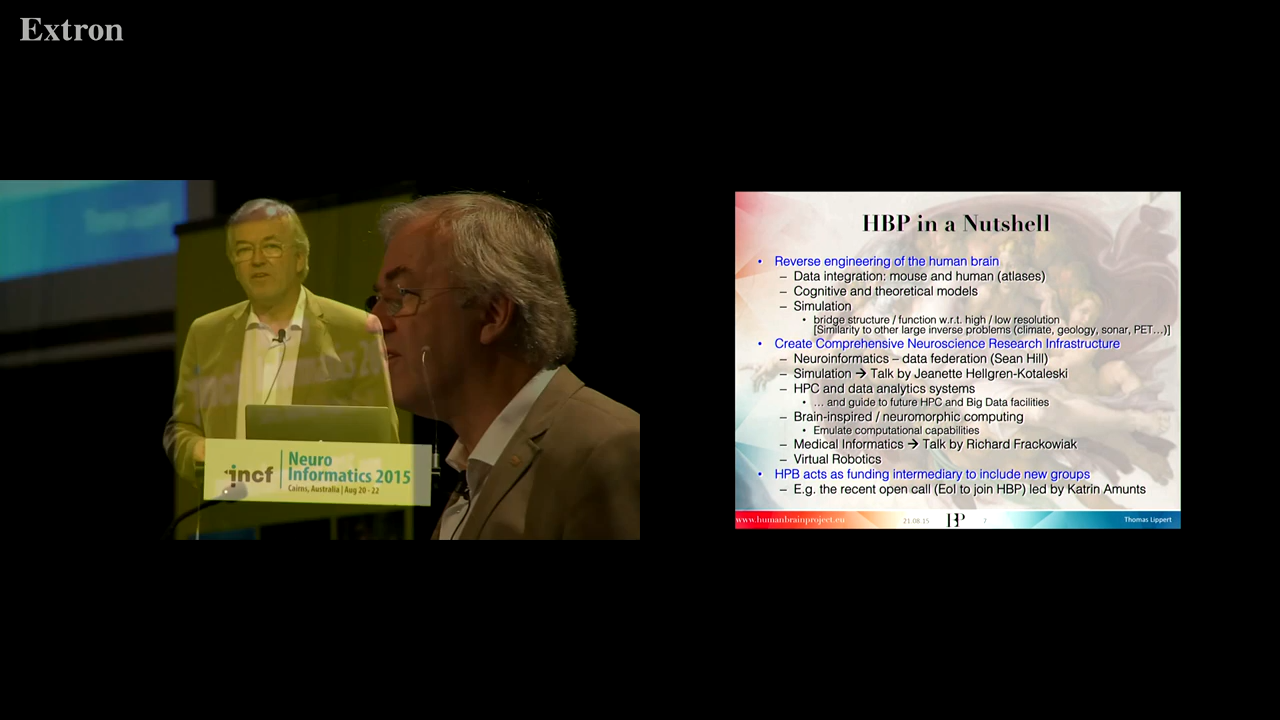 Extron
incf
Neuro
Informatics 2015
Cairns, Australia | Aug 20 - 22
HBP in a Nutshell
• Reverse engineering of the human brain
– Data integration: mouse and human (atlases)
– Cognitive and theoretical models
– Simulation
• bridge structure / function w.r.t. high / low resolution
[Similarity to other large inverse problems (climate, geology, sonar, PET…)]
• Create Comprehensive Neuroscience Research Infrastructure
– Neuroinformatics – data federation (Sean Hill)
– Simulation → Talk by Jeanette Hellgren-Kotaleski
– HPC and data analytics systems
• … and guide to future HPC and Big Data facilities
– Brain-inspired / neuromorphic computing
• Emulate computational capabilities
– Medical Informatics → Talk by Richard Frackowiak
– Virtual Robotics
• HPB acts as funding intermediary to include new groups
– E.g. the recent open call (EoI to join HBP) led by Katrin Amunts
www.humanbrainproject.eu
21.08.15
HBP
7
Thomas Lippert